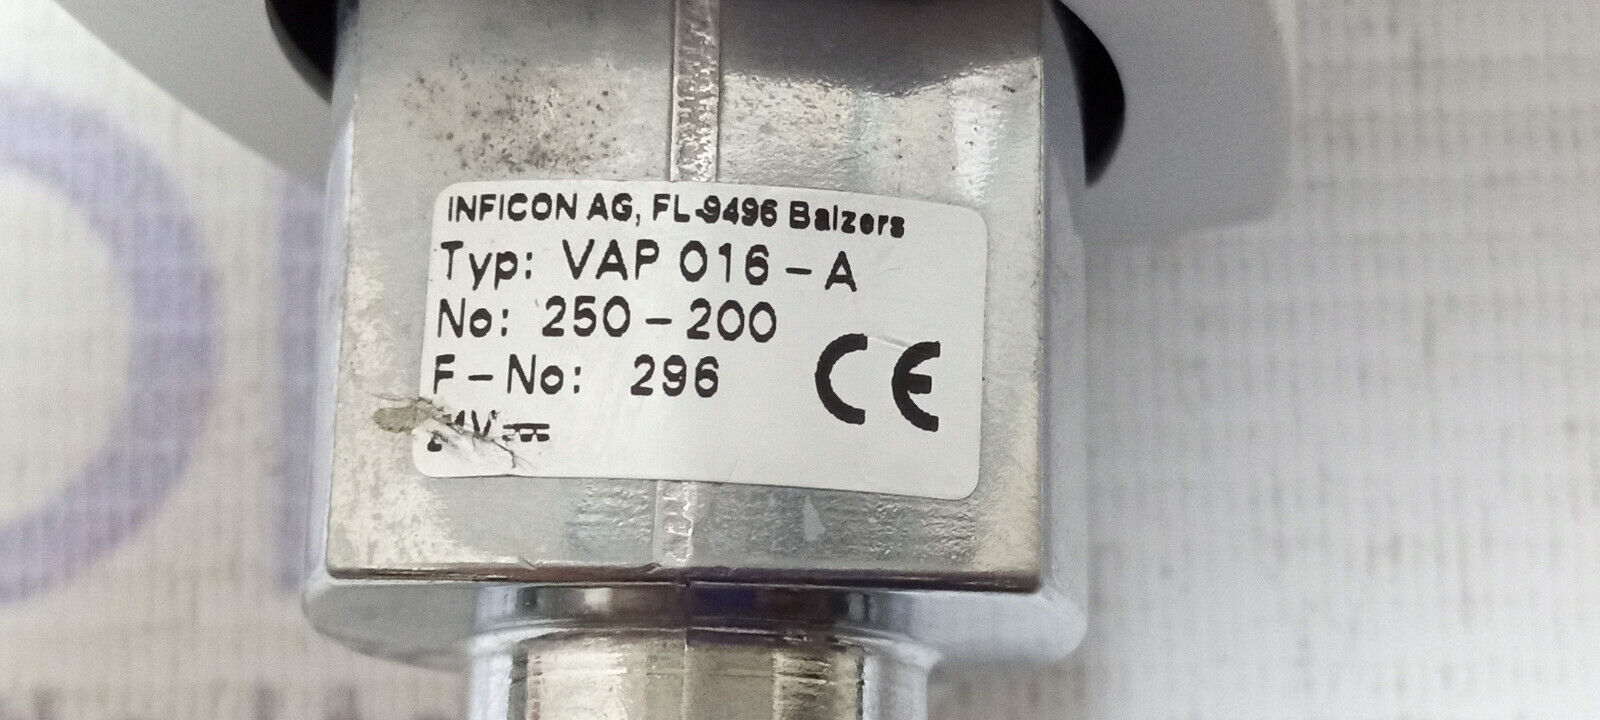 INFICON AG, FL-9496 Balzers
Typ: VAP 016-A
No: 250-200
F-No: 296
CE